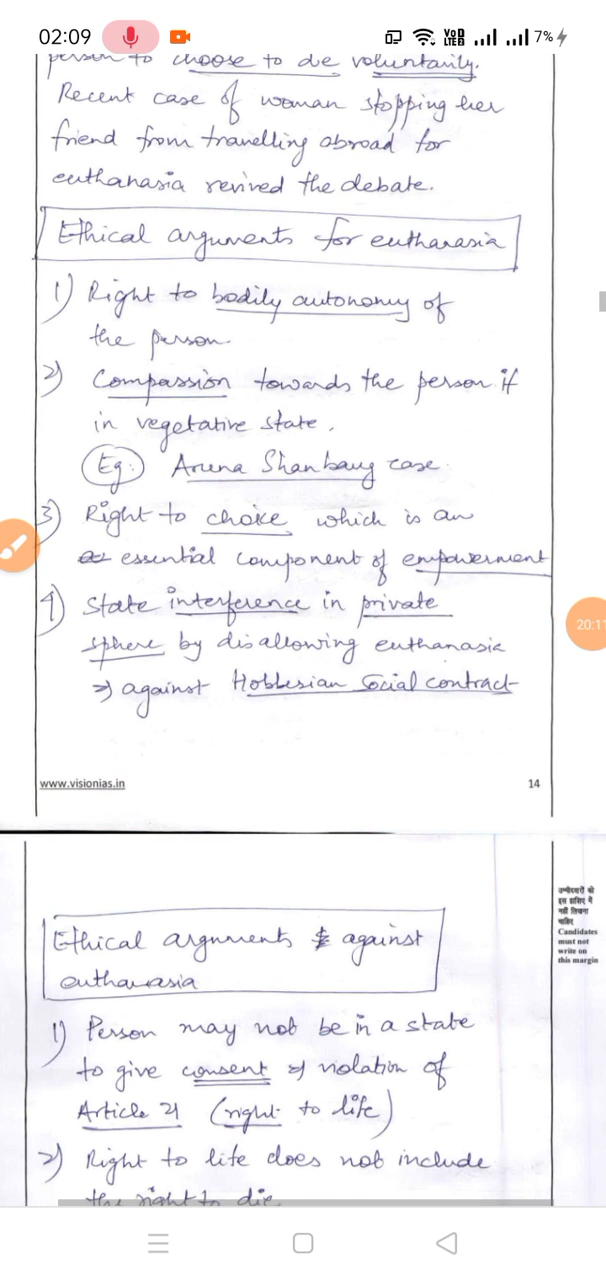 02:09
VoD
LTE 2
7%
person to choose to die voluntarily.
Recent case of woman stopping her
friend from travelling abroad for
euthanasia revived the debate.
Ethical arguments for euthanasia
1) Right to bodily autonomy of
the person.
2) Compassion towards the person if
in vegetative state.
Eg. Aruna Shanbaug case.
3) Right to choice which is an
essential component of empowerment
20:11
4) State interference in private
sphere by disallowing euthanasia
⇒ against Hobbesian Social contract
www.visionias.in
14
उम्मीदवारों को
इस हाशिए में
नहीं लिखना
चाहिए
Candidates
must not
write on
this margin
Ethical arguments against
euthanasia
1) Person may not be in a state
to give consent ⇒ violation of
Article 21 (right to life)
2) Right to life does not include
the right to die.